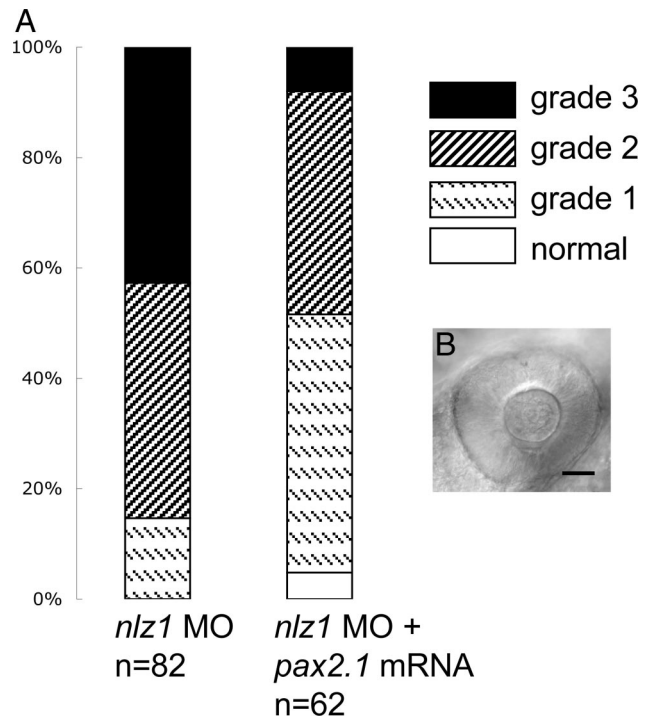 A
100%
80%
60%
40%
20%
0%
grade 3
grade 2
grade 1
normal
B
nlz1 MO
n=82
nlz1 MO +
pax2.1 mRNA
n=62